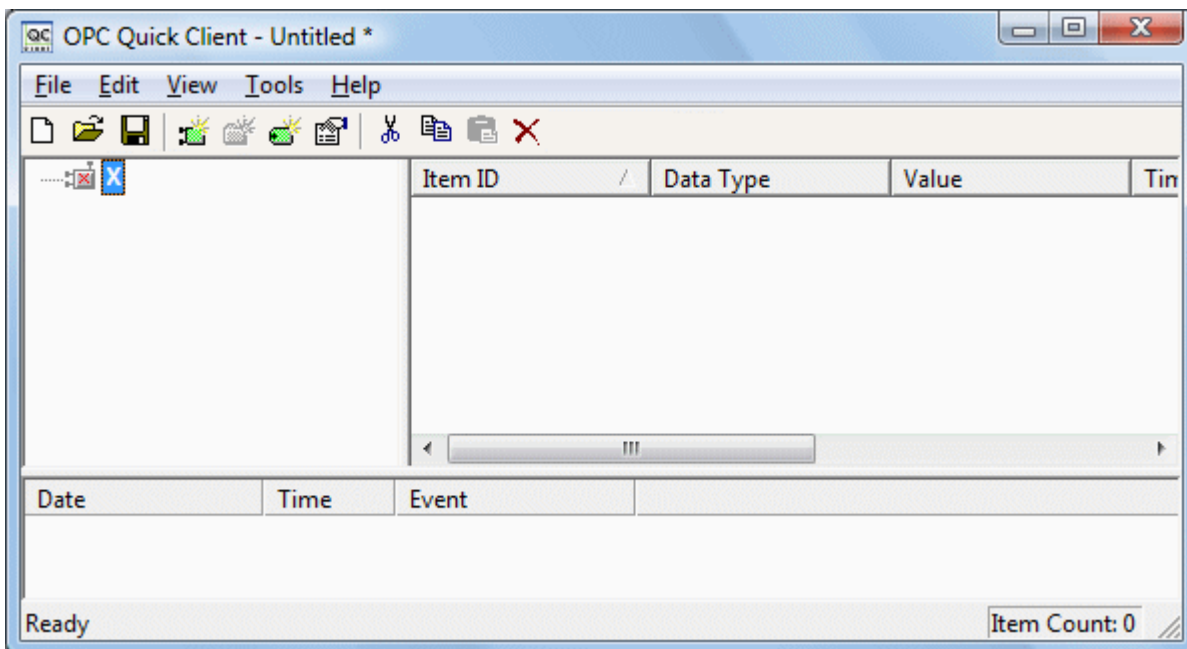 OPC Quick Client - Untitled *
File Edit View Tools Help
X
Item ID Data Type Value Tim
Date Time Event
Ready Item Count: 0